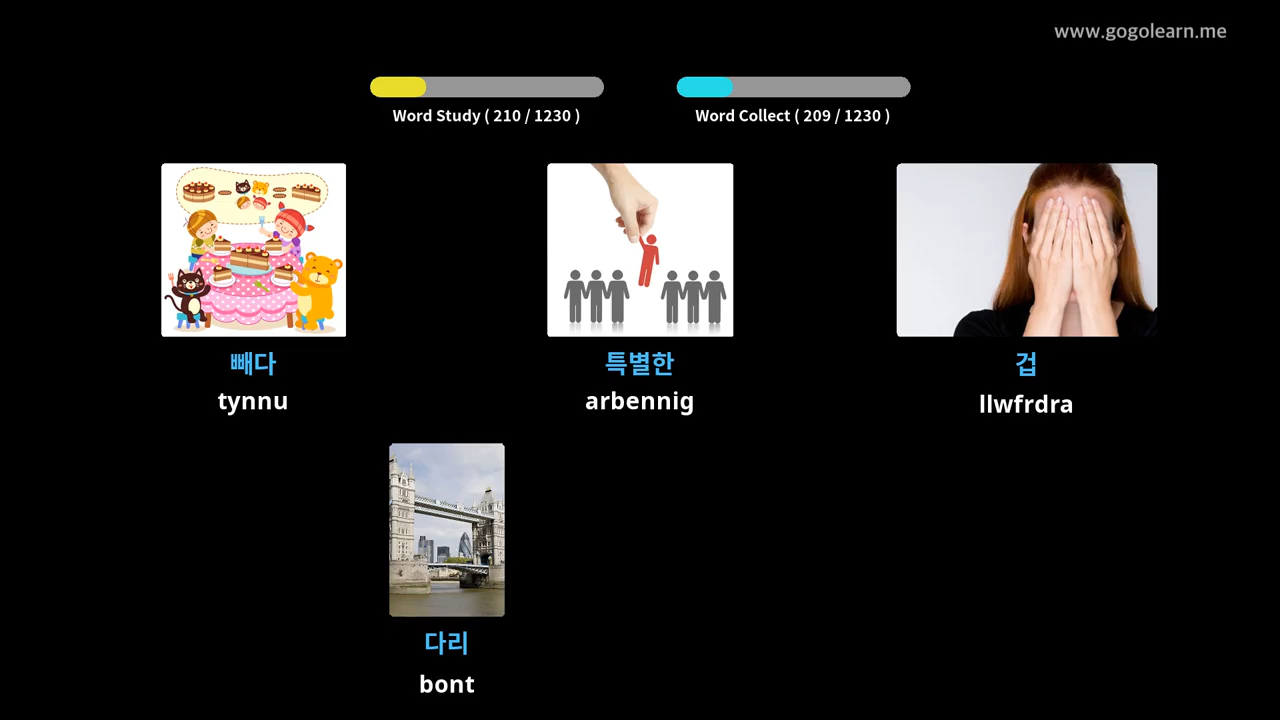 www.gogolearn.me
Word Study ( 210 / 1230 )
Word Collect ( 209 / 1230 )
빼다
tynnu
특별한
arbennig
겁
llwfrdra
다리
bont